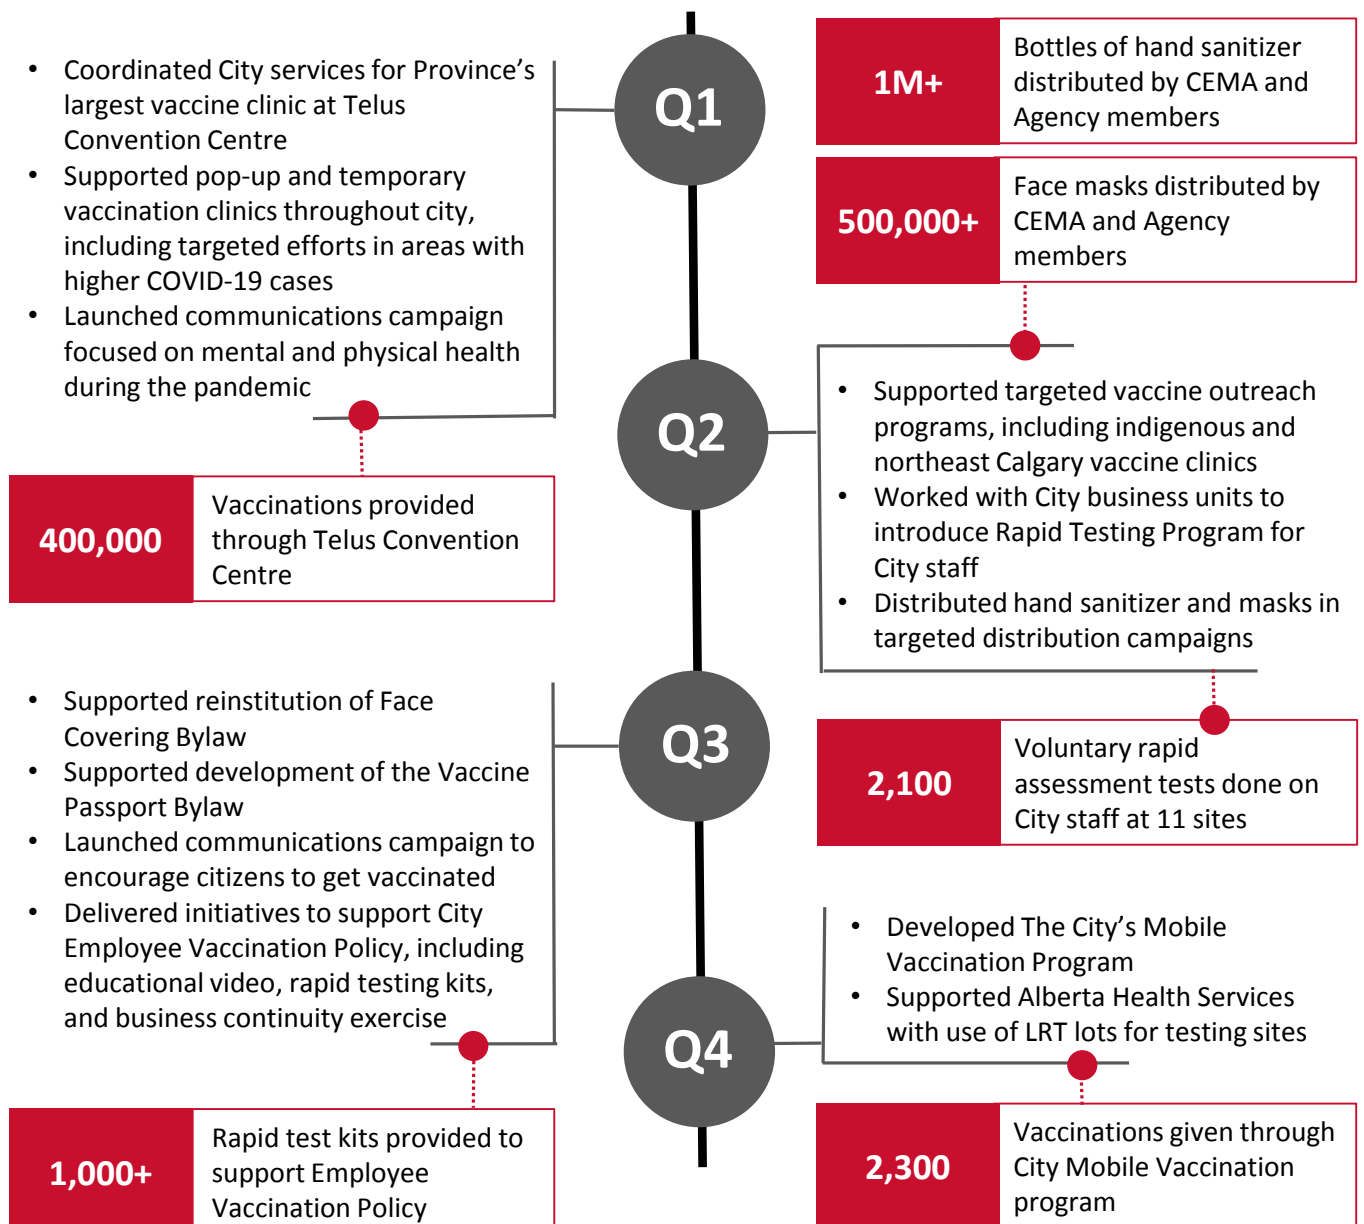 Q1
• Coordinated City services for Province's
largest vaccine clinic at Telus
Convention Centre
• Supported pop-up and temporary
vaccination clinics throughout city,
including targeted efforts in areas with
higher COVID-19 cases
• Launched communications campaign
focused on mental and physical health
during the pandemic
400,000
Vaccinations provided
through Telus Convention
Centre
1M+
Bottles of hand sanitizer
distributed by CEMA and
Agency members
500,000+
Face masks distributed by
CEMA and Agency
members
Q2
• Supported targeted vaccine outreach
programs, including indigenous and
northeast Calgary vaccine clinics
• Worked with City business units to
introduce Rapid Testing Program for
City staff
• Distributed hand sanitizer and masks in
targeted distribution campaigns
2,100
Voluntary rapid
assessment tests done on
City staff at 11 sites
Q3
• Supported reinstitution of Face
Covering Bylaw
• Supported development of the Vaccine
Passport Bylaw
• Launched communications campaign to
encourage citizens to get vaccinated
• Delivered initiatives to support City
Employee Vaccination Policy, including
educational video, rapid testing kits,
and business continuity exercise
1,000+
Rapid test kits provided to
support Employee
Vaccination Policy
Q4
• Developed The City's Mobile
Vaccination Program
• Supported Alberta Health Services
with use of LRT lots for testing sites
2,300
Vaccinations given through
City Mobile Vaccination
program